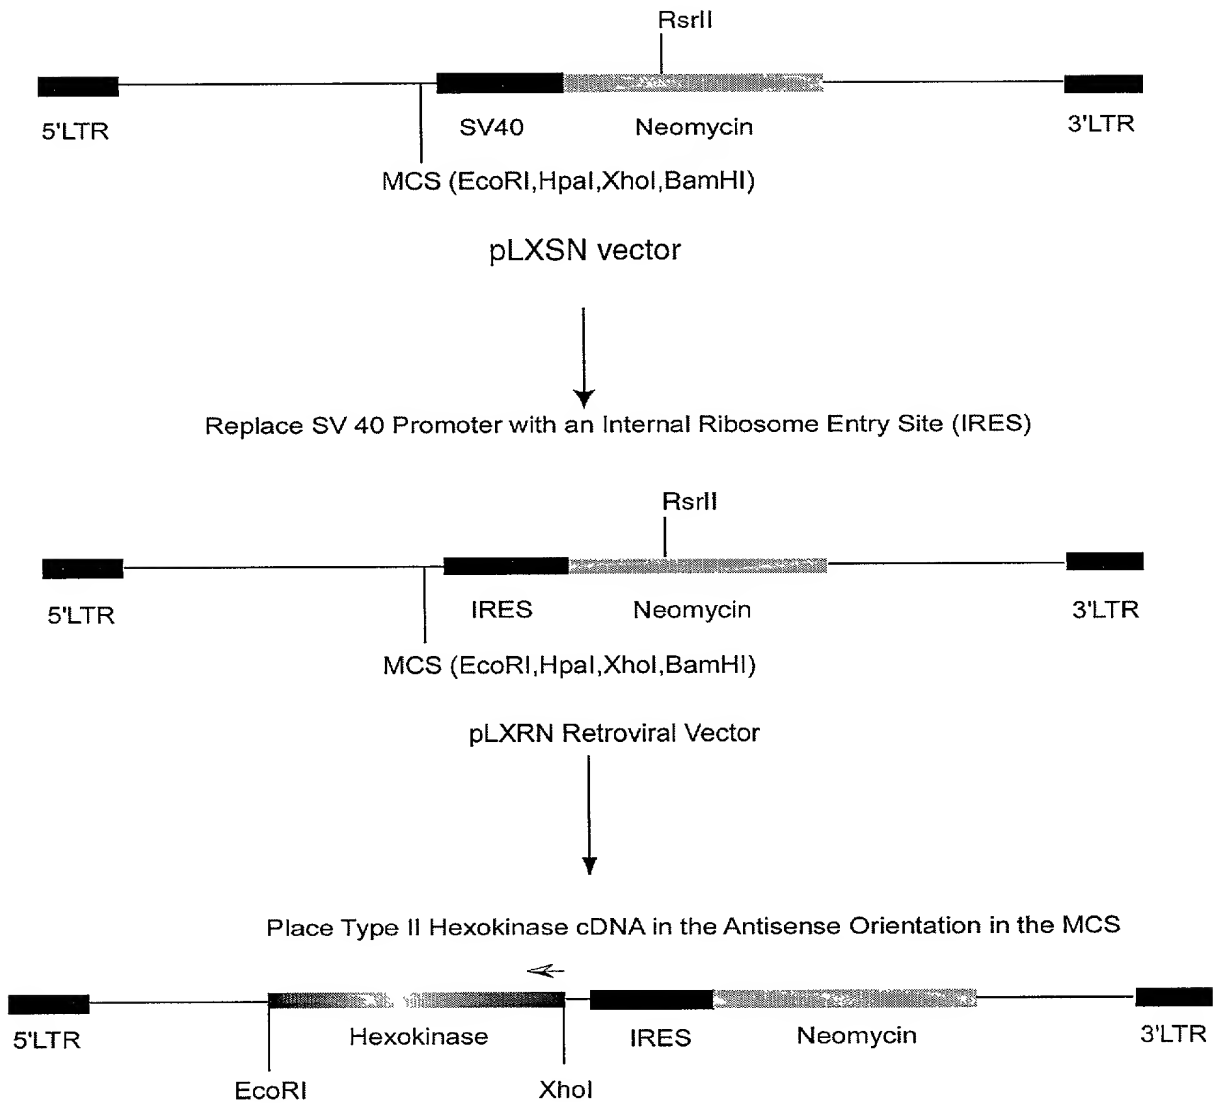 RsrII
5'LTR
SV40
Neomycin
3'LTR
MCS (EcoRI,HpaI,XhoI,BamHI)
pLXSN vector
Replace SV 40 Promoter with an Internal Ribosome Entry Site (IRES)
RsrII
5'LTR
IRES
Neomycin
3'LTR
MCS (EcoRI,HpaI,XhoI,BamHI)
pLXRN Retroviral Vector
Place Type II Hexokinase cDNA in the Antisense Orientation in the MCS
5'LTR
Hexokinase
IRES
Neomycin
3'LTR
EcoRI
XhoI